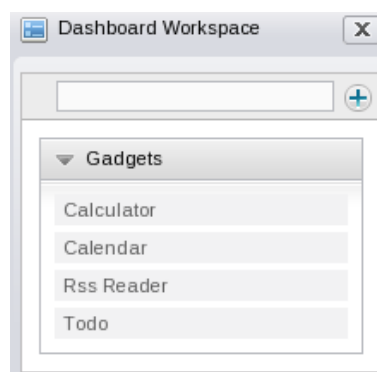 Dashboard Workspace
Gadgets
Calculator
Calendar
Rss Reader
Todo